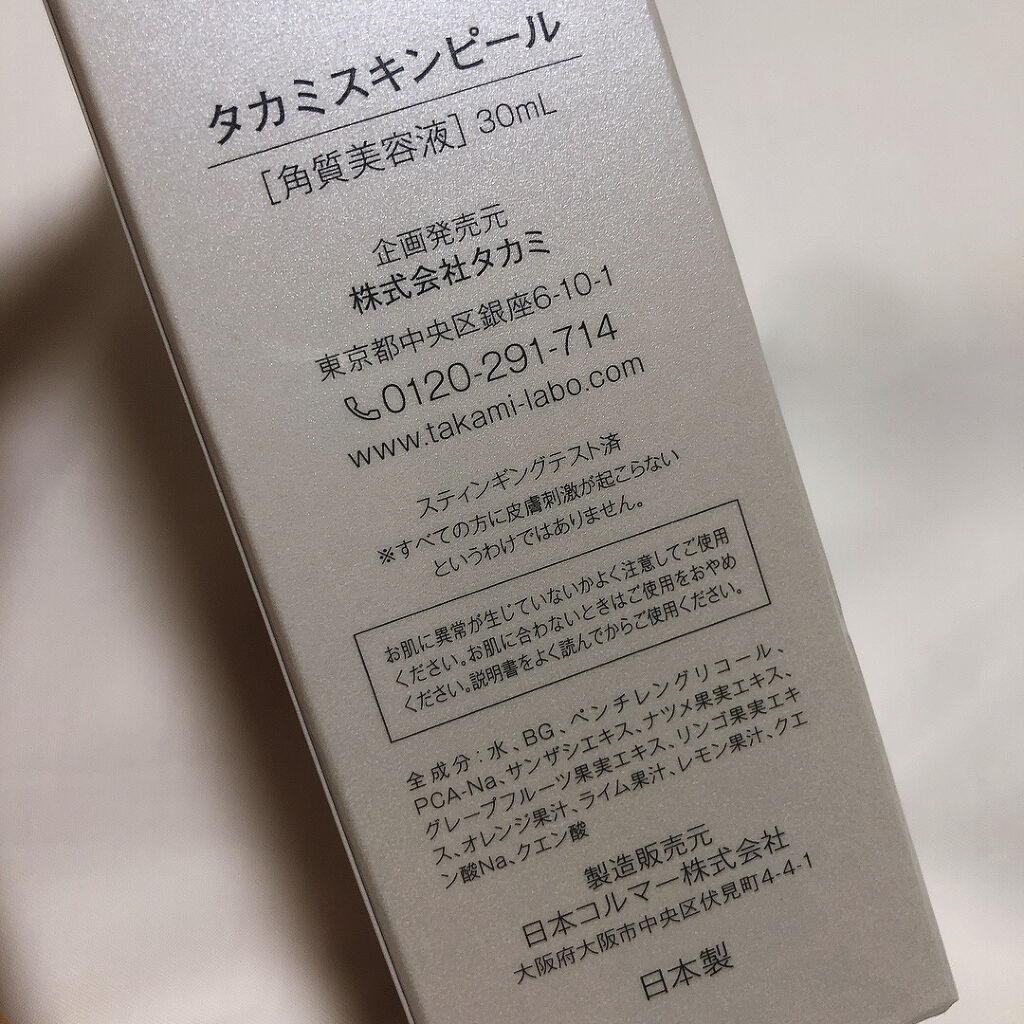 タカミスキンピール
[角質美容液] 30mL
企画発売元
株式会社タカミ
東京都中央区銀座6-10-1
0120-291-714
www.takami-labo.com
スティンギングテスト済
※すべての方に皮膚刺激が起こらない
というわけではありません。
お肌に異常が生じていないかよく注意してご使用
ください。お肌に合わないときはご使用をおやめ
ください。説明書をよく読んでからご使用ください。
全成分:水、BG、ペンチレングリコール、
PCA-Na、サンザシエキス、ナツメ果実エキス、
グレープフルーツ果実エキス、リンゴ果実エキ
ス、オレンジ果汁、ライム果汁、レモン果汁、クエ
ン酸Na、クエン酸
製造販売元
日本コルマー株式会社
大阪府大阪市中央区伏見町4-4-1
日本製